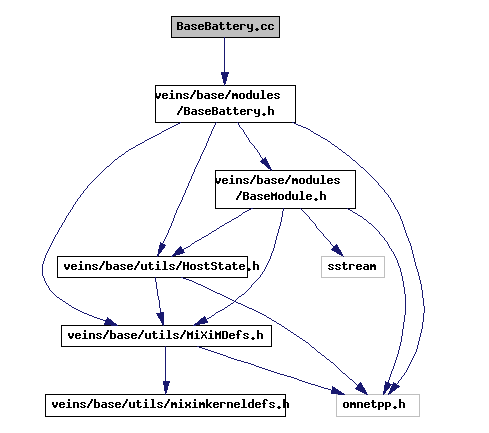 BaseBattery.cc
veins/base/modules
/BaseBattery.h
veins/base/modules
/BaseModule.h
veins/base/utils/HostState.h
sstream
veins/base/utils/MiXiMDefs.h
veins/base/utils/miximkerneldefs.h
omnetpp.h